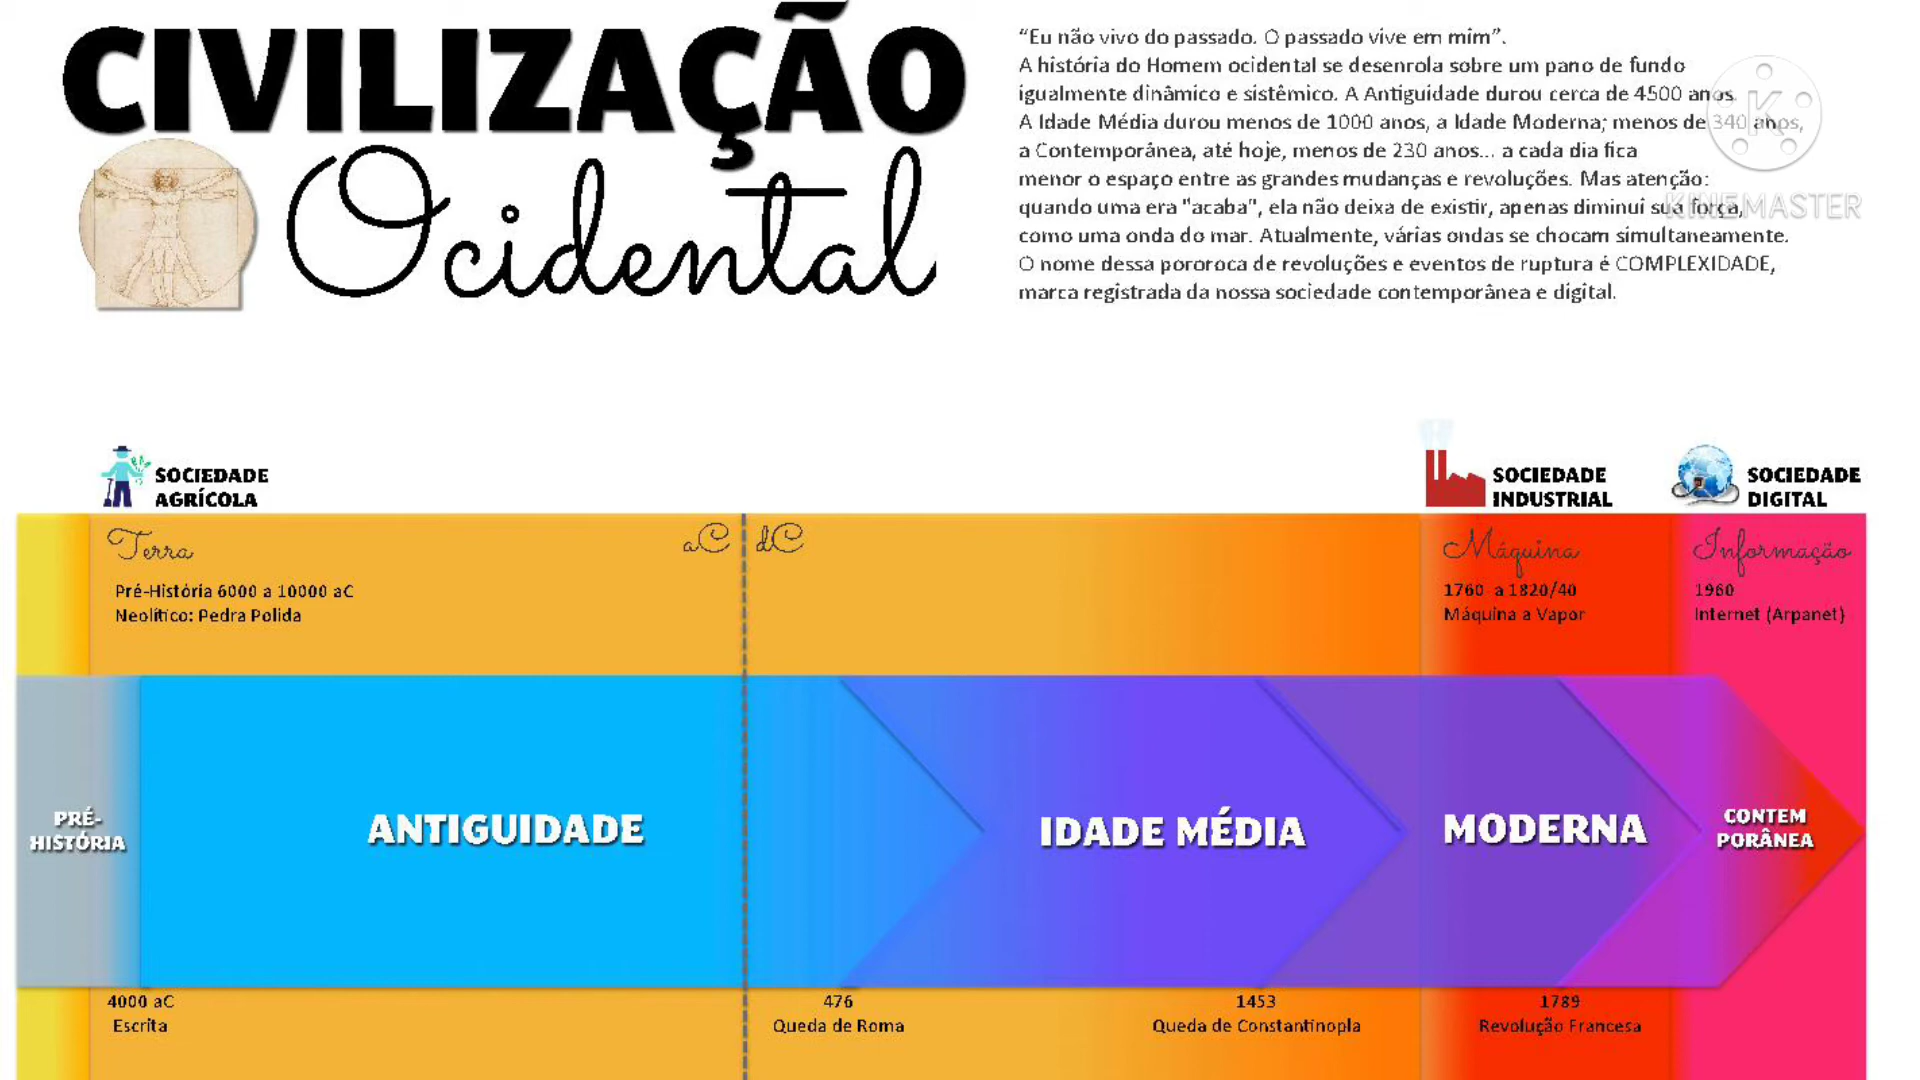 CIVILIZAÇÃO
Ocidental
“Eu não vivo do passado. O passado vive em mim”.
A história do Homem ocidental se desenrola sobre um pano de fundo
igualmente dinâmico e sistêmico. A Antiguidade durou cerca de 4500 anos.
A Idade Média durou menos de 1000 anos, a Idade Moderna; menos de 340 anos,
a Contemporânea, até hoje, menos de 230 anos... a cada dia fica
menor o espaço entre as grandes mudanças e revoluções. Mas atenção:
quando uma era "acaba", ela não deixa de existir, apenas diminui sua força,
como uma onda do mar. Atualmente, várias ondas se chocam simultaneamente.
O nome dessa pororoca de revoluções e eventos de ruptura é COMPLEXIDADE,
marca registrada da nossa sociedade contemporânea e digital.
K
KINEMASTER
SOCIEDADE
AGRÍCOLA
SOCIEDADE
INDUSTRIAL
SOCIEDADE
DIGITAL
Terra
aC dC
Máquina
Informação
Pré-História 6000 a 10000 aC
Neolítico: Pedra Polida
1760 a 1820/40
Máquina a Vapor
1960
Internet (Arpanet)
PRÉ-
HISTÓRIA
ANTIGUIDADE
IDADE MÉDIA
MODERNA
CONTEM
PORÂNEA
4000 aC
Escrita
476
Queda de Roma
1453
Queda de Constantinopla
1789
Revolução Francesa